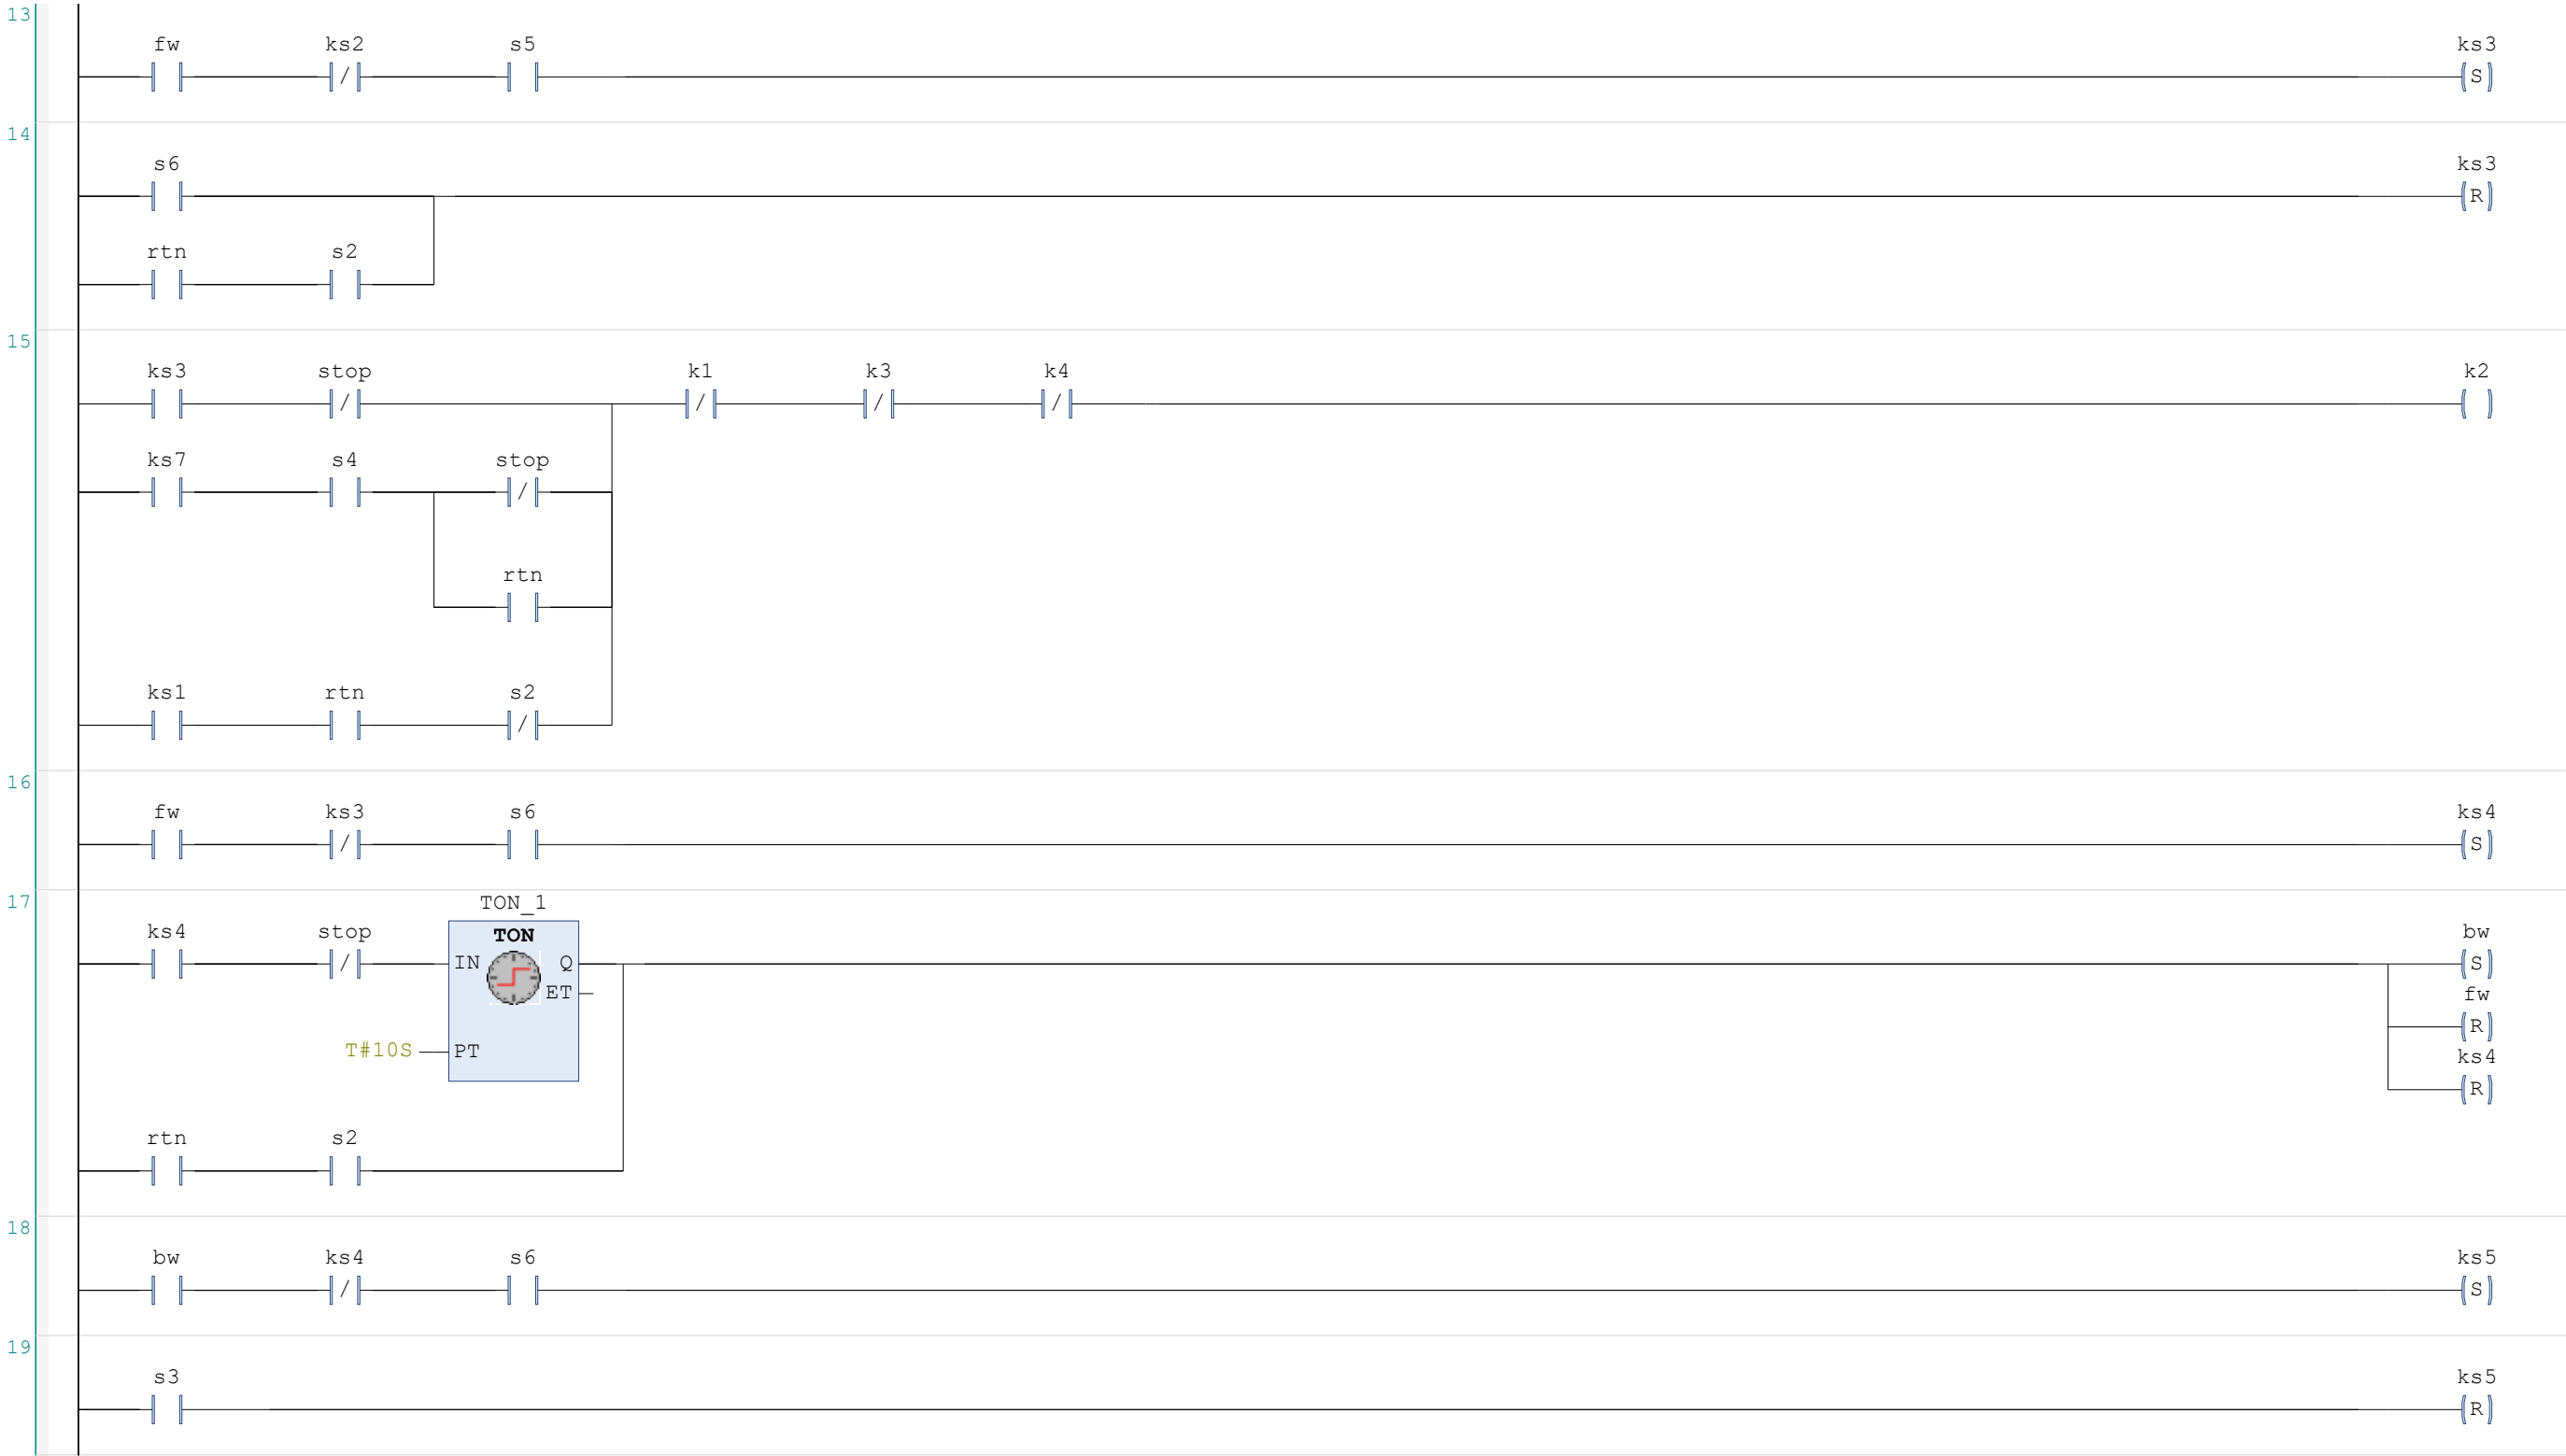 13
fw ks2 s5 ks3
/ S
14
s6 ks3
R
rtn s2
15
ks3 stop k1 k3 k4 k2
/ / / /
ks7 s4 stop
/
rtn
ks1 rtn s2
/
16
fw ks3 s6 ks4
/ S
17
TON_1
ks4 stop TON bw
/ IN Q S
ET fw
R
T#10S PT ks4
R
rtn s2
18
bw ks4 s6 ks5
/ S
19
s3 ks5
R